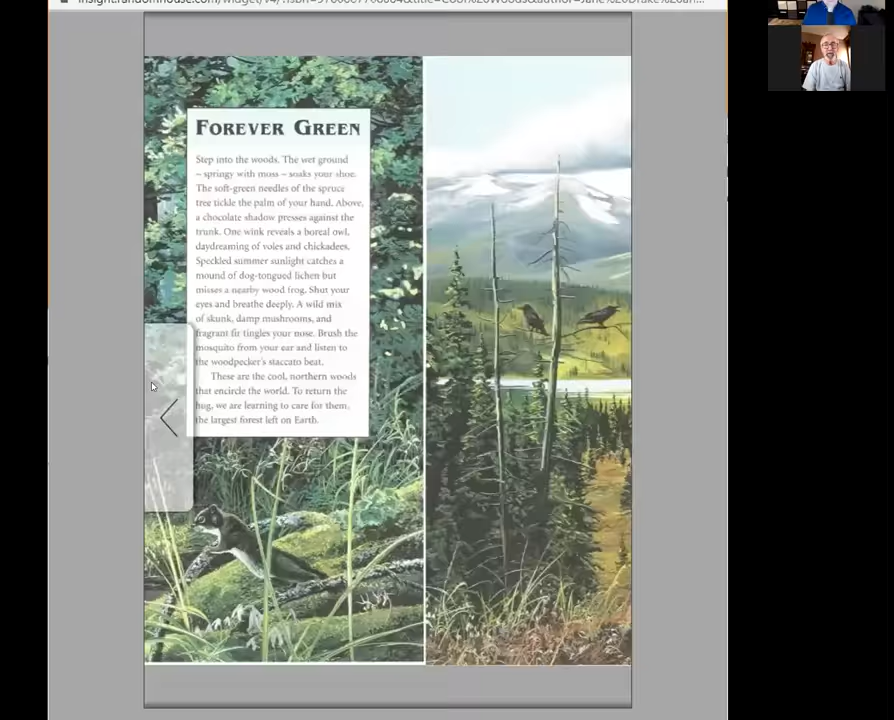 FOREVER GREEN
Step into the woods. The wet ground
– springy with moss – soaks your shoe.
The soft-green needles of the spruce
tree tickle the palm of your hand. Above,
a chocolate shadow presses against the
trunk. One wink reveals a boreal owl,
daydreaming of voles and chickadees.
Speckled summer sunlight catches a
mound of dog-tongued lichen but
misses a nearby wood frog. Shut your
eyes and breathe deeply. A wild mix
of skunk, damp mushrooms, and
fragrant fir tingles your nose. Brush the
mosquito from your ear and listen to
the woodpecker's staccato beat.
These are the cool, northern woods
that encircle the world. To return the
hug, we are learning to care for them,
the largest forest left on Earth.